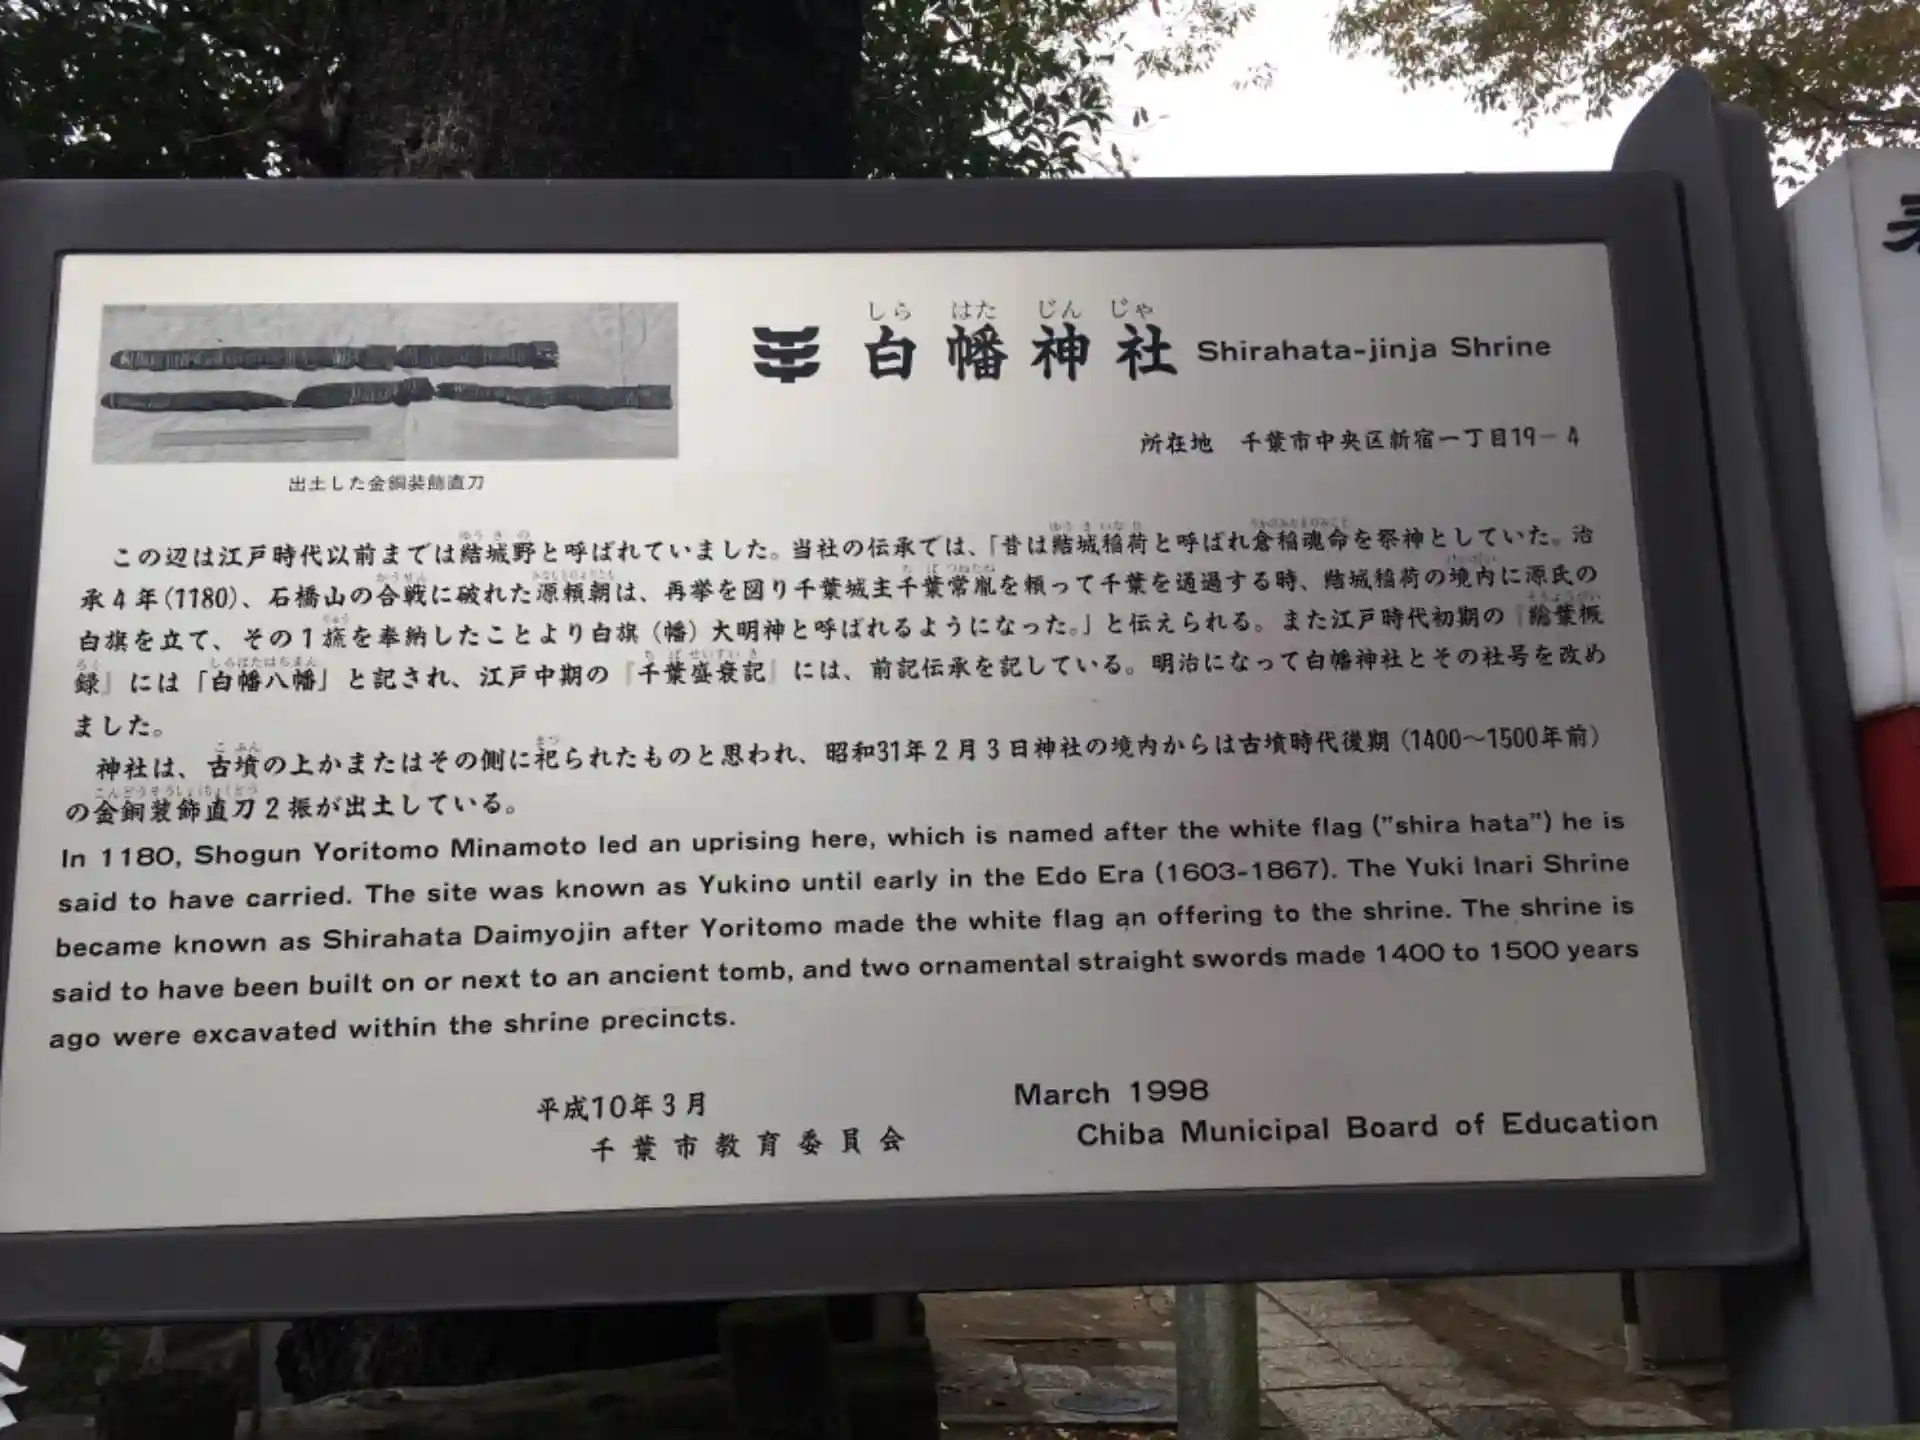 白幡神社 Shirahata-jinja Shrine
しら はた じん じゃ
所在地 千葉市中央区新宿一丁目19-4
出土した金銅装飾直刀
この辺は江戸時代以前までは結城野と呼ばれていました。当社の伝承では、「昔は結城稲荷と呼ばれ倉稲魂命を祭神としていた。治
承4年(1180)、石橋山の合戦に破れた源頼朝は、再挙を図り千葉城主千葉常胤を頼って千葉を通過する時、結城稲荷の境内に源氏の
白旗を立て、その1旒を奉納したことより白旗(幡)大明神と呼ばれるようになった。」と伝えられる。また江戸時代初期の『総葉概
録』には「白幡八幡」と記され、江戸中期の『千葉盛衰記』には、前記伝承を記している。明治になって白幡神社とその社号を改め
ました。
神社は、古墳の上かまたはその側に祀られたものと思われ、昭和31年2月3日神社の境内からは古墳時代後期(1400〜1500年前)
の金銅装飾直刀2振が出土している。
In 1180, Shogun Yoritomo Minamoto led an uprising here, which is named after the white flag ("shira hata") he is
said to have carried. The site was known as Yukino until early in the Edo Era (1603-1867). The Yuki Inari Shrine
became known as Shirahata Daimyojin after Yoritomo made the white flag an offering to the shrine. The shrine is
said to have been built on or next to an ancient tomb, and two ornamental straight swords made 1400 to 1500 years
ago were excavated within the shrine precincts.
平成10年3月
千葉市教育委員会
March 1998
Chiba Municipal Board of Education